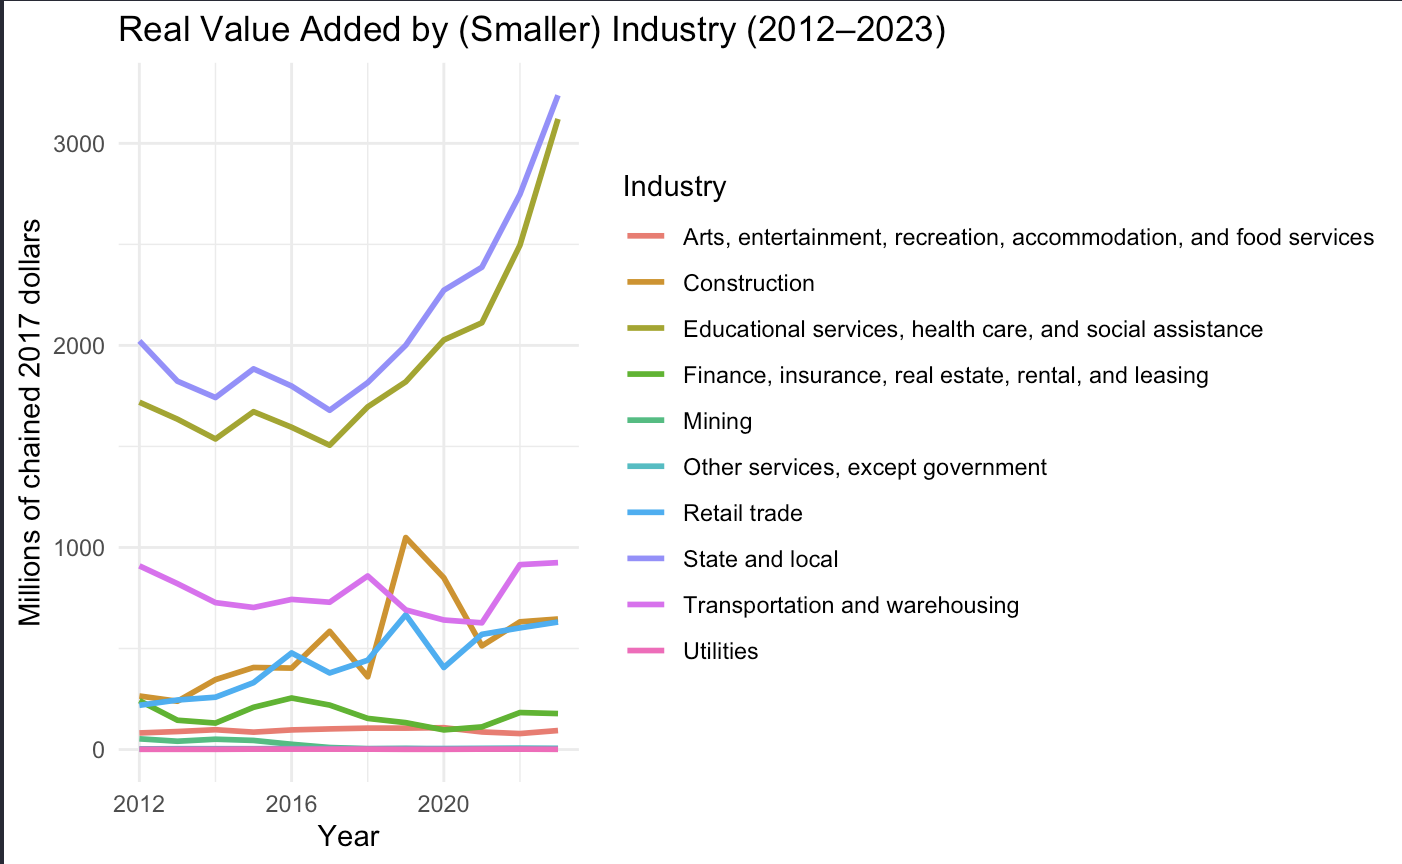 Real Value Added by (Smaller) Industry (2012–2023)
Millions of chained 2017 dollars
3000
2000
1000
0
2012 2016 2020
Year
Industry
Arts, entertainment, recreation, accommodation, and food services
Construction
Educational services, health care, and social assistance
Finance, insurance, real estate, rental, and leasing
Mining
Other services, except government
Retail trade
State and local
Transportation and warehousing
Utilities